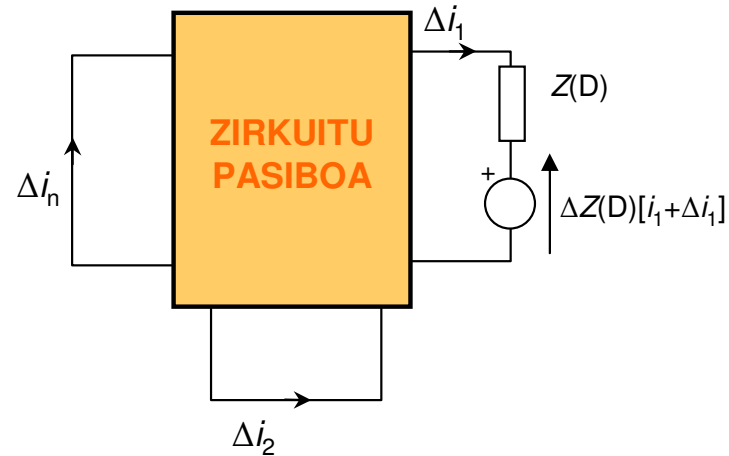 Δi₁
Z(D)
ZIRKUITU
PASIBOA
+
Δiₙ
ΔZ(D)[i₁+Δi₁]
Δi₂